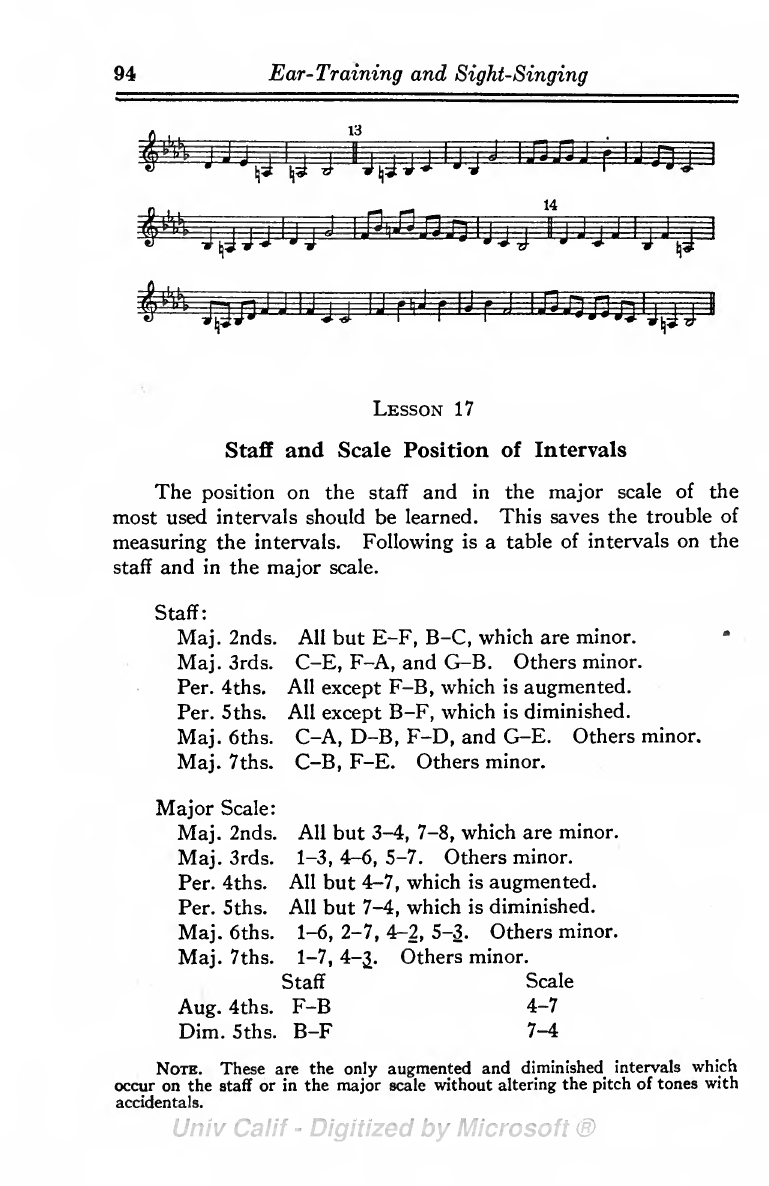 94 Ear-Training and Sight-Singing
13
14
Lesson 17
Staff and Scale Position of Intervals
The position on the staff and in the major scale of the
most used intervals should be learned. This saves the trouble of
measuring the intervals. Following is a table of intervals on the
staff and in the major scale.
Staff:
Maj. 2nds. All but E–F, B–C, which are minor.
Maj. 3rds. C–E, F–A, and G–B. Others minor.
Per. 4ths. All except F–B, which is augmented.
Per. 5ths. All except B–F, which is diminished.
Maj. 6ths. C–A, D–B, F–D, and G–E. Others minor.
Maj. 7ths. C–B, F–E. Others minor.
Major Scale:
Maj. 2nds. All but 3–4, 7–8, which are minor.
Maj. 3rds. 1–3, 4–6, 5–7. Others minor.
Per. 4ths. All but 4–7, which is augmented.
Per. 5ths. All but 7–4, which is diminished.
Maj. 6ths. 1–6, 2–7, 4–2, 5–3. Others minor.
Maj. 7ths. 1–7, 4–3. Others minor.
Staff Scale
Aug. 4ths. F–B 4–7
Dim. 5ths. B–F 7–4
Note. These are the only augmented and diminished intervals which
occur on the staff or in the major scale without altering the pitch of tones with
accidentals.
Univ Calif - Digitized by Microsoft ®